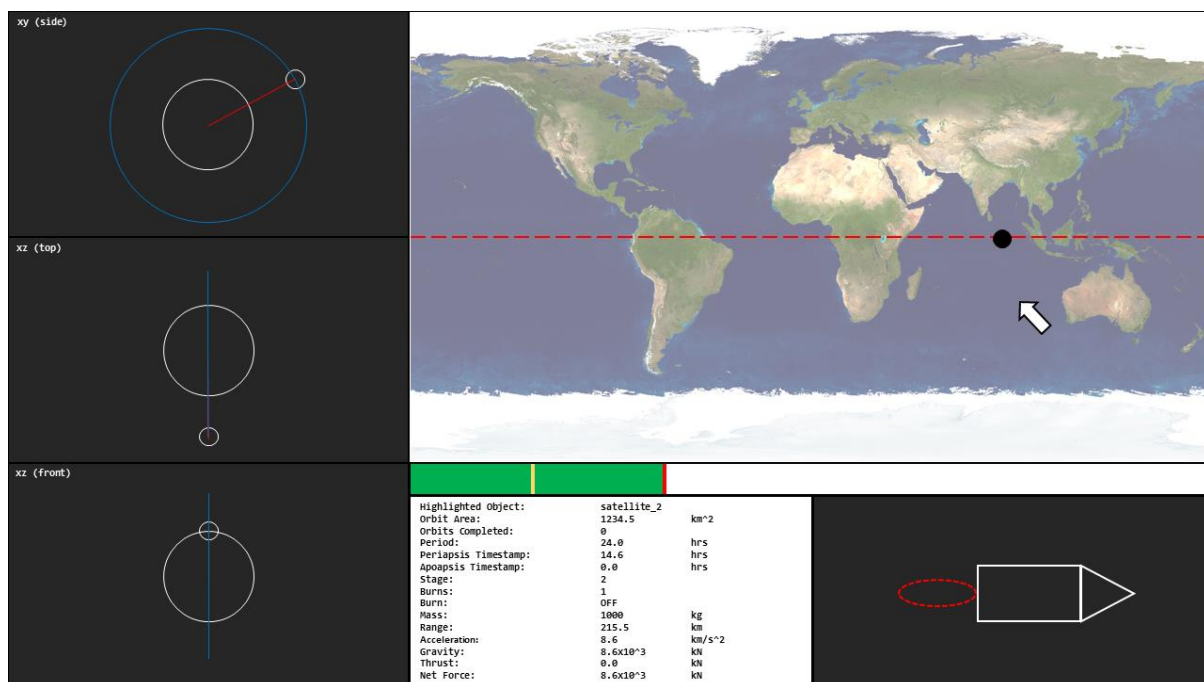 xy (side)
xz (top)
xz (front)
Highlighted Object: satellite_2
Orbit Area: 1234.5 km^2
Orbits Completed: 0
Period: 24.0 hrs
Periapsis Timestamp: 14.6 hrs
Apoapsis Timestamp: 0.0 hrs
Stage: 2
Burns: 1
Burn: OFF
Mass: 1000 kg
Range: 215.5 km
Acceleration: 8.6 km/s^2
Gravity: 8.6x10^3 kN
Thrust: 0.0 kN
Net Force: 8.6x10^3 kN